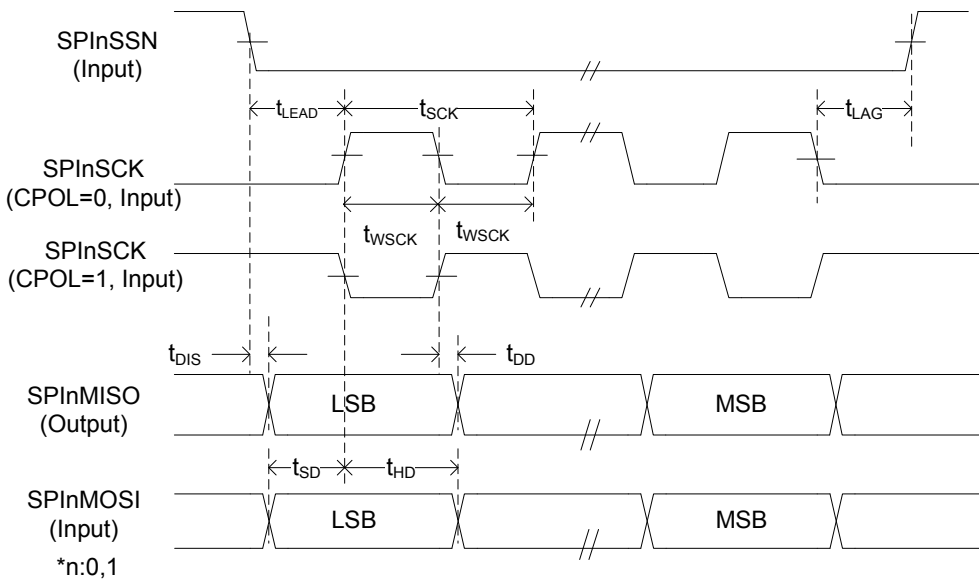 SPInSSN
(Input)
tLEAD
tSCK
tLAG
SPInSCK
(CPOL=0, Input)
tWSCK
tWSCK
SPInSCK
(CPOL=1, Input)
tDIS
tDD
SPInMISO
(Output)
LSB
MSB
tSD
tHD
SPInMOSI
(Input)
LSB
MSB
*n:0,1